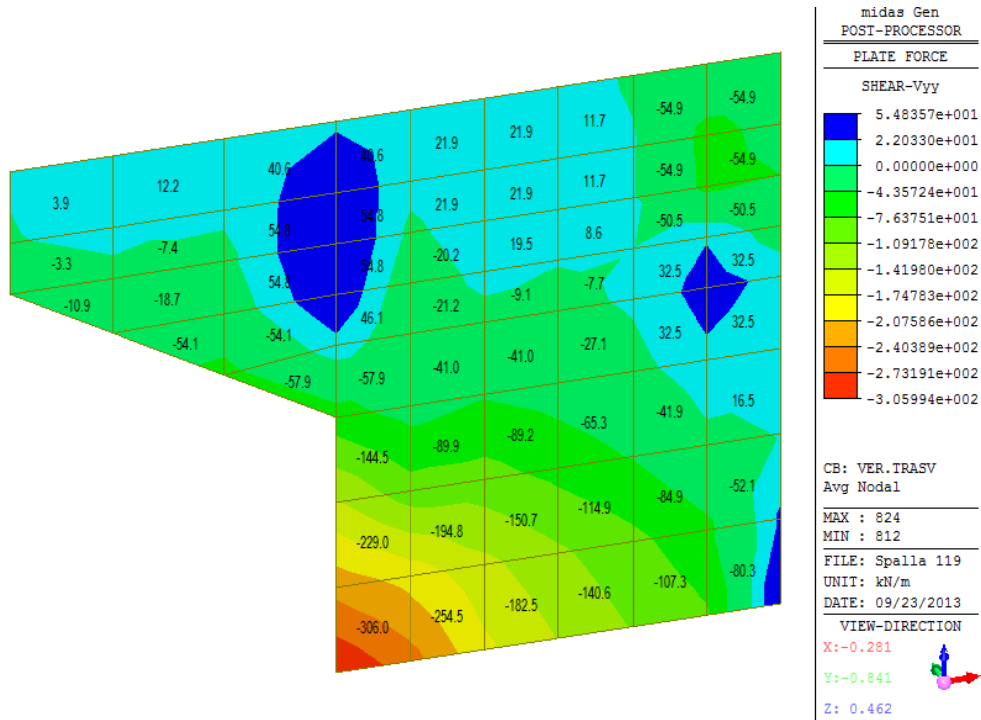 midas Gen
POST-PROCESSOR
PLATE FORCE
SHEAR-Vyy
5.48357e+001
2.20330e+001
0.00000e+000
-4.35724e+001
-7.63751e+001
-1.09178e+002
-1.41980e+002
-1.74783e+002
-2.07586e+002
-2.40389e+002
-2.73191e+002
-3.05994e+002
CB: VER.TRASV
Avg Nodal
MAX : 824
MIN : 812
FILE: Spalla 119
UNIT: kN/m
DATE: 09/23/2013
VIEW-DIRECTION
X:-0.281
Y:-0.841
Z: 0.462
3.9 12.2 40.6 40.6 21.9 21.9 11.7 -54.9 -54.9
-3.3 -7.4 54.8 54.8 21.9 21.9 11.7 -54.9 -54.9
-10.9 -18.7 54.8 54.8 -20.2 19.5 8.6 -50.5 -50.5
-54.1 -54.1 46.1 -21.2 -9.1 -7.7 32.5 32.5
-57.9 -57.9 -41.0 -41.0 -27.1 32.5 32.5
-144.5 -89.9 -89.2 -65.3 -41.9 16.5
-229.0 -194.8 -150.7 -114.9 -84.9 -52.1
-306.0 -254.5 -182.5 -140.6 -107.3 -80.3